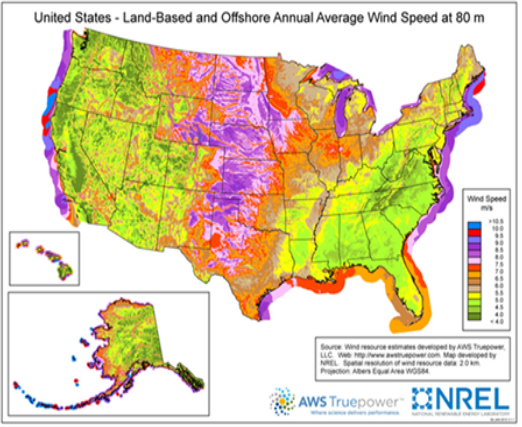 United States - Land-Based and Offshore Annual Average Wind Speed at 80 m
Wind Speed
m/s
>10.5
10.0
9.5
9.0
8.5
8.0
7.5
7.0
6.5
6.0
5.5
5.0
4.5
4.0
< 4.0
Source: Wind resource estimates developed by AWS Truepower,
LLC. Web: http://www.awstruepower.com. Map developed by
NREL. Spatial resolution of wind resource data: 2.0 km.
Projection: Albers Equal Area WGS84.
AWS Truepower™
Where science delivers performance.
NREL
NATIONAL RENEWABLE ENERGY LABORATORY